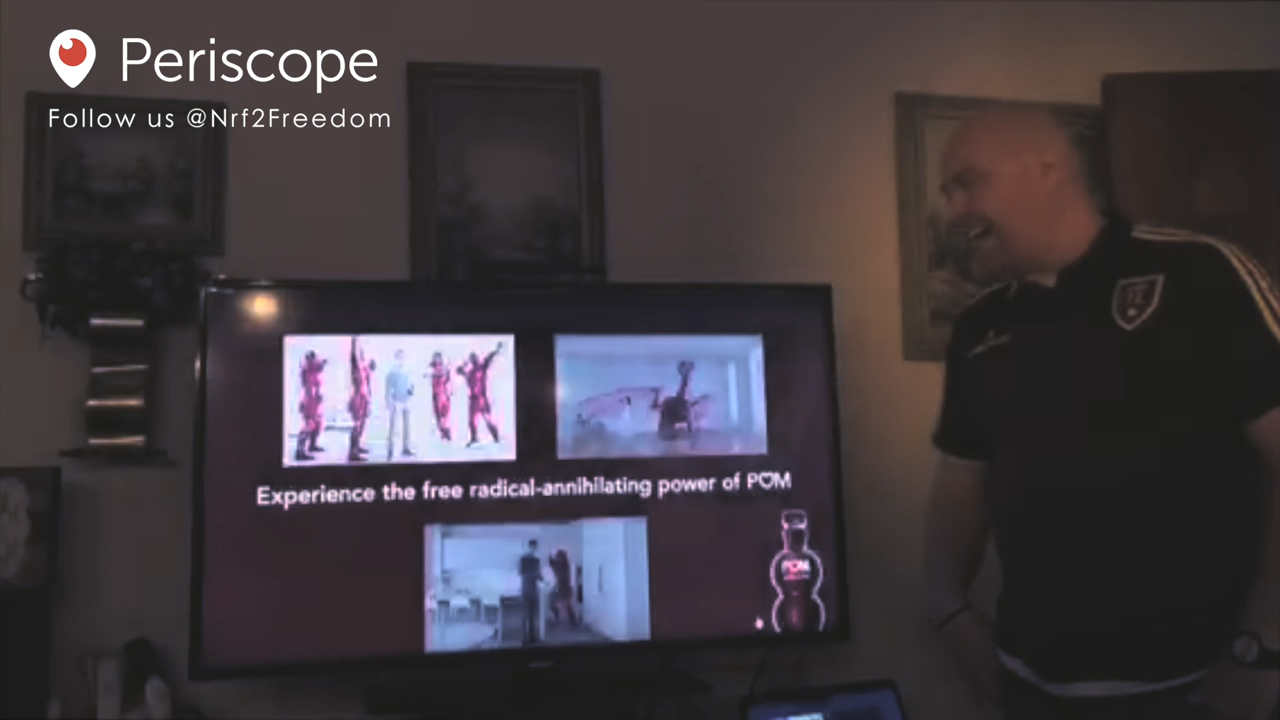 Periscope
Follow us @Nrf2Freedom
Experience the free radical-annihilating power of POM
POM